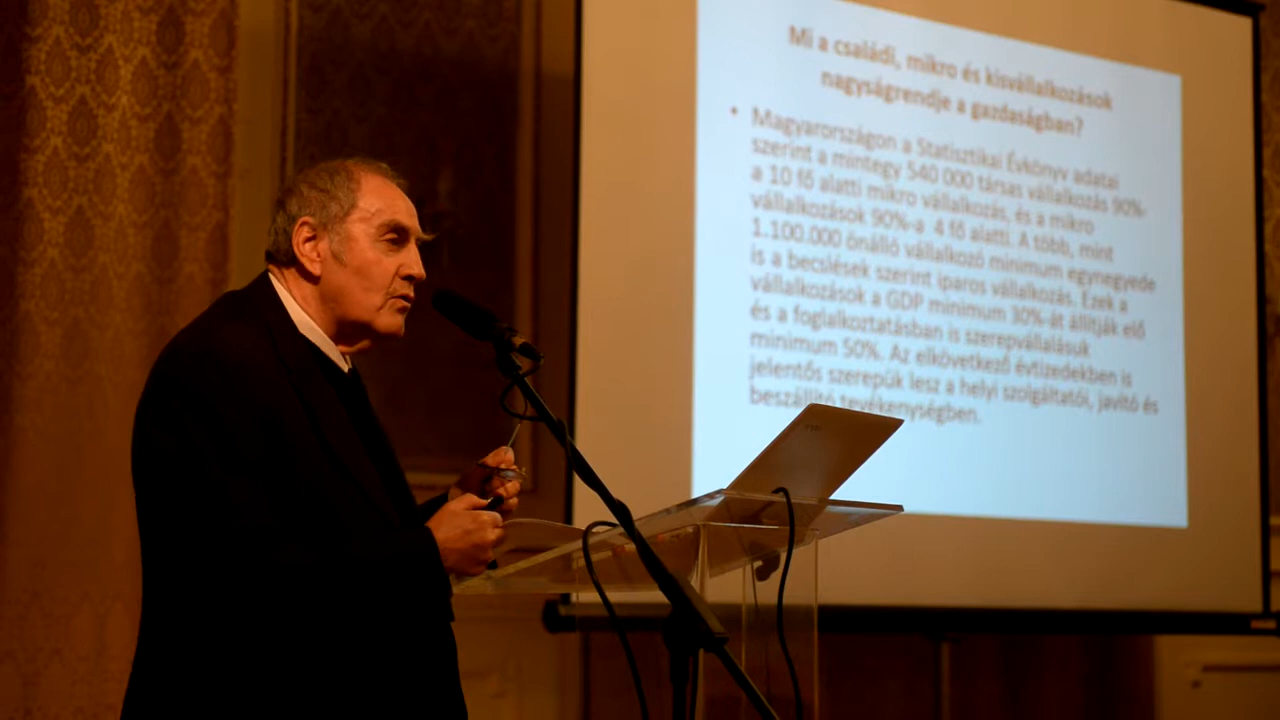 Mi a családi, mikro és kisvállalkozások
nagyságrendje a gazdaságban?
• Magyarországon a Statisztikai Évkönyv adatai
szerint a mintegy 540 000 társas vállalkozás 90%-
a 10 fő alatti mikro vállalkozás, és a mikro
vállalkozások 90%-a 4 fő alatti. A több, mint
1.100.000 önálló vállalkozó minimum egynegyede
is a becslések szerint iparos vállalkozás. Ezek a
vállalkozások a GDP minimum 30%-át állítják elő
és a foglalkoztatásban is szerepvállalásuk
minimum 50%. Az elkövetkező évtizedekben is
jelentős szerepük lesz a helyi szolgáltatói, javító és
beszállító tevékenységben.